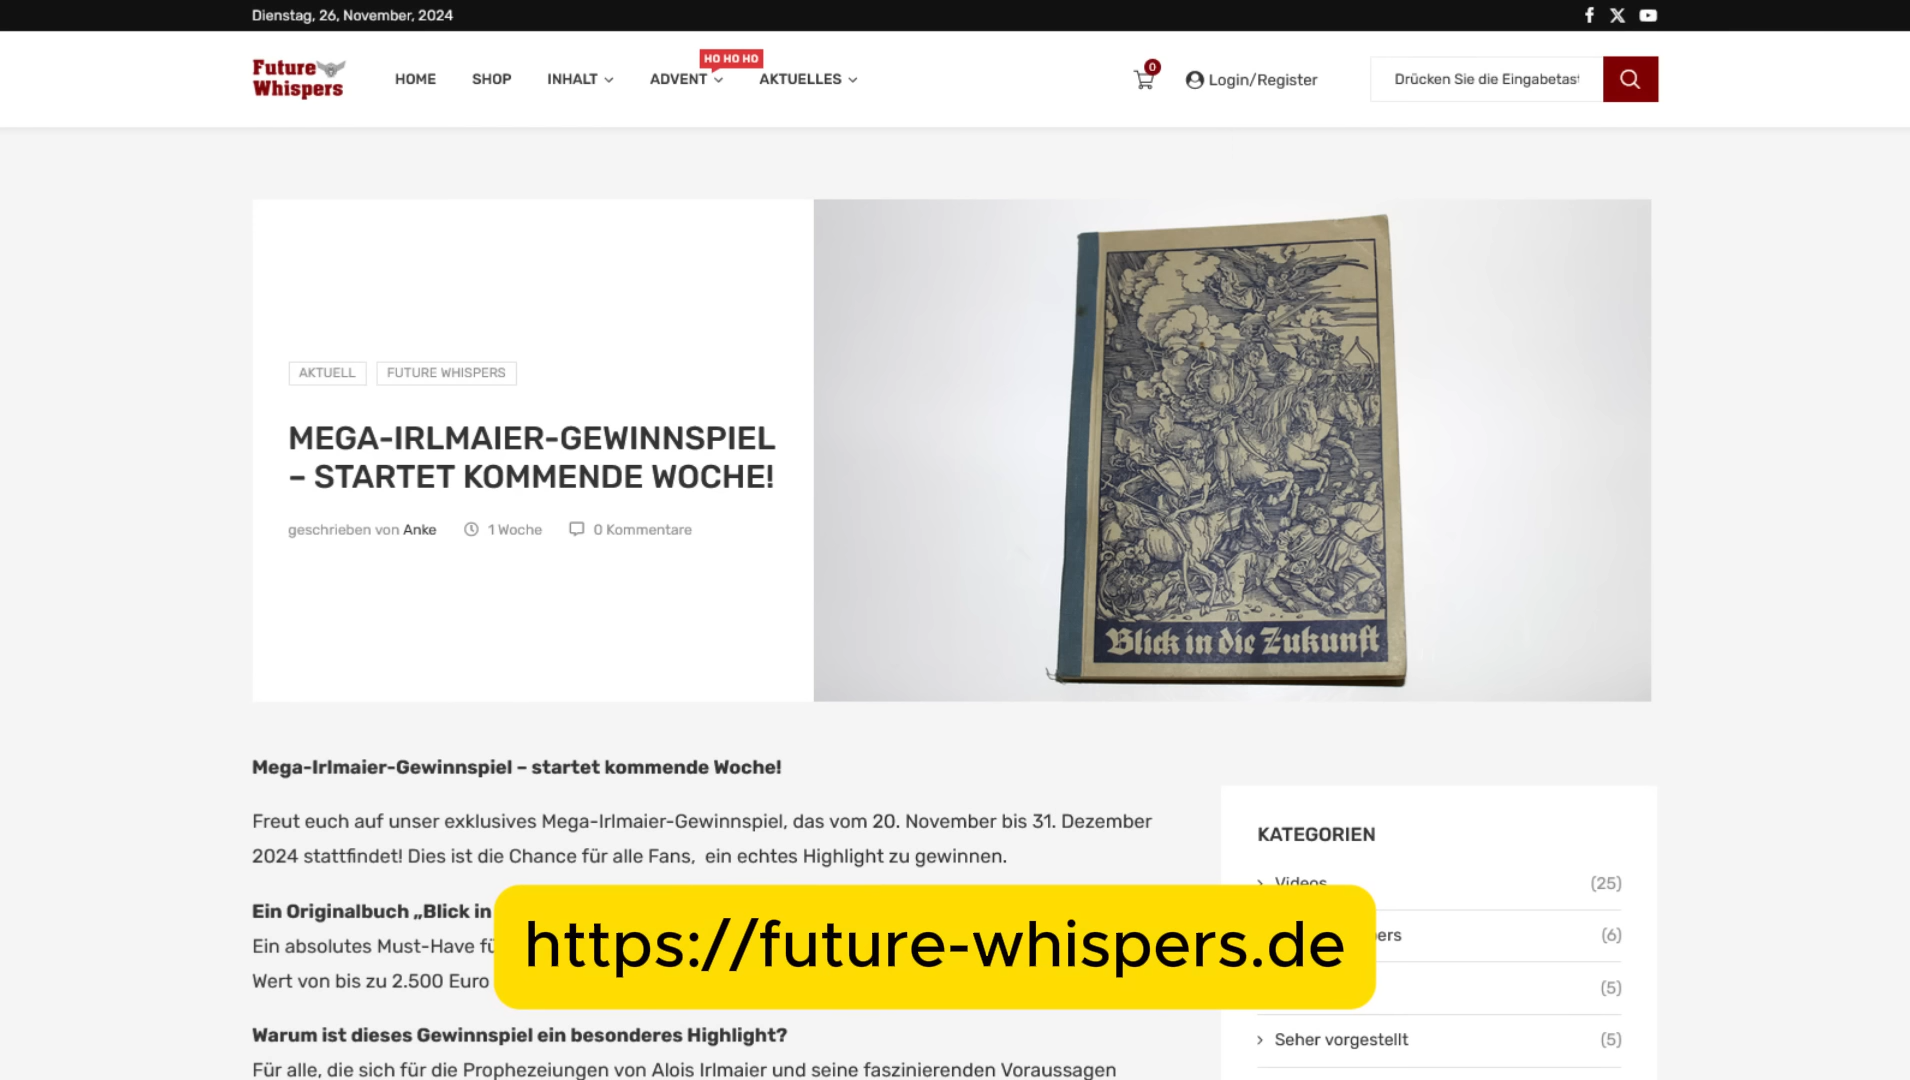 Dienstag, 26, November, 2024
Future
Whispers
HOME
SHOP
INHALT
HO HO HO
ADVENT
AKTUELLES
0
Login/Register
Drücken Sie die Eingabetast
AKTUELL
FUTURE WHISPERS
MEGA-IRLMAIER-GEWINNSPIEL
– STARTET KOMMENDE WOCHE!
geschrieben von Anke
1 Woche
0 Kommentare
Blick in die Zukunft
Mega-Irlmaier-Gewinnspiel – startet kommende Woche!
Freut euch auf unser exklusives Mega-Irlmaier-Gewinnspiel, das vom 20. November bis 31. Dezember
2024 stattfindet! Dies ist die Chance für alle Fans, ein echtes Highlight zu gewinnen.
Ein Originalbuch „Blick in
Ein absolutes Must-Have
Wert von bis zu 2.500 Euro
https://future-whispers.de
Warum ist dieses Gewinnspiel ein besonderes Highlight?
Für alle, die sich für die Prophezeiungen von Alois Irlmaier und seine faszinierenden Voraussagen
KATEGORIEN
Videos
(25)
(6)
(5)
Seher vorgestellt
(5)